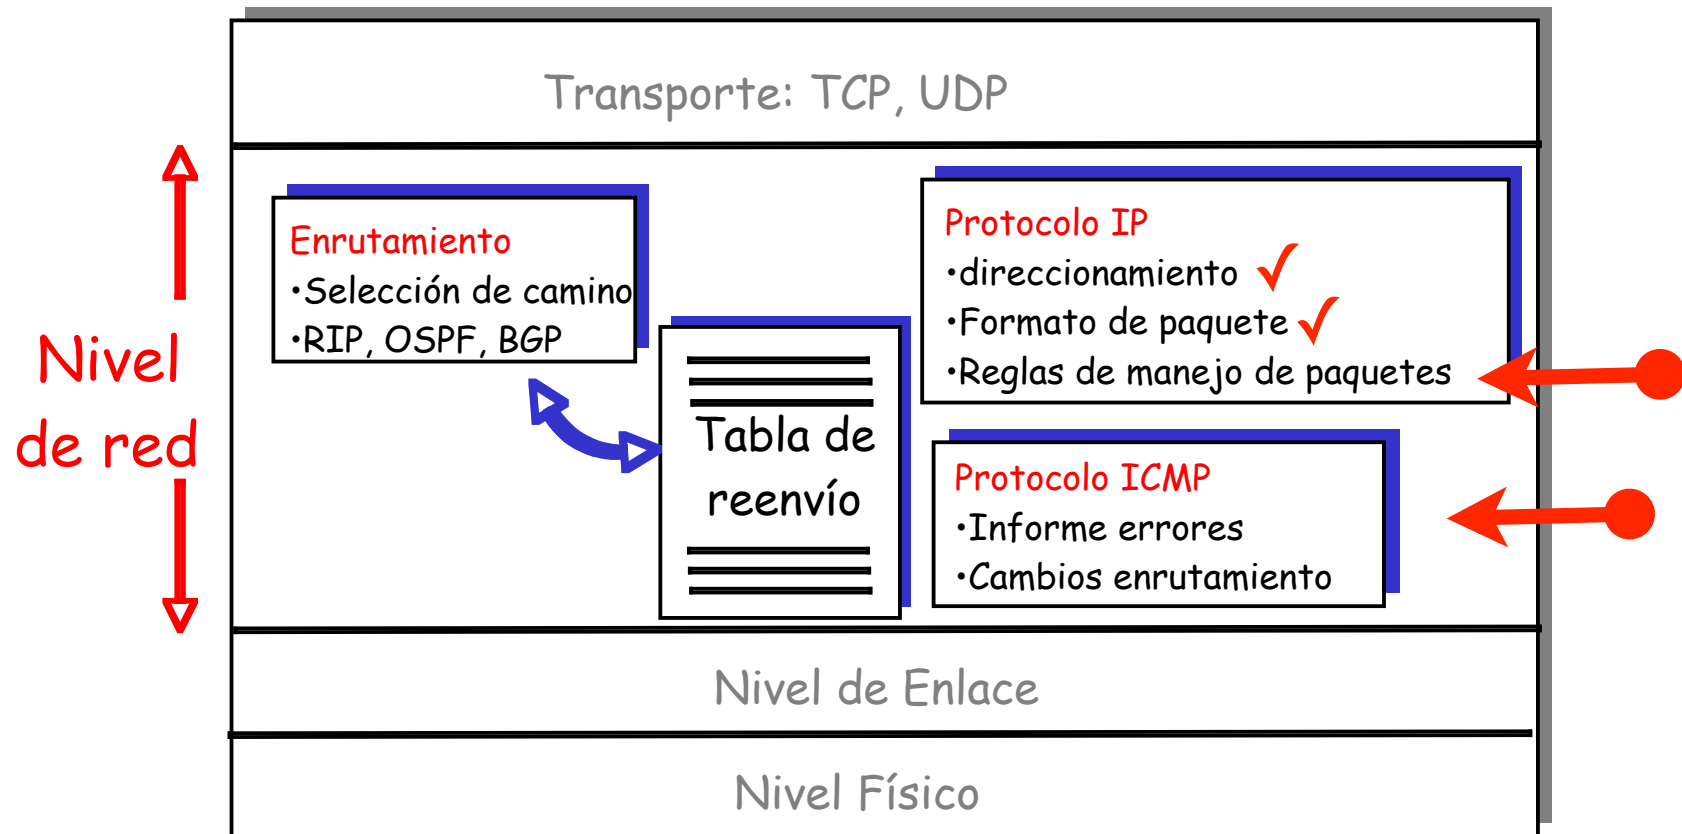 Transporte: TCP, UDP
Nivel
de red
Enrutamiento
•Selección de camino
•RIP, OSPF, BGP
Tabla de
reenvío
Protocolo IP
•direccionamiento
•Formato de paquete
•Reglas de manejo de paquetes
Protocolo ICMP
•Informe errores
•Cambios enrutamiento
Nivel de Enlace
Nivel Físico